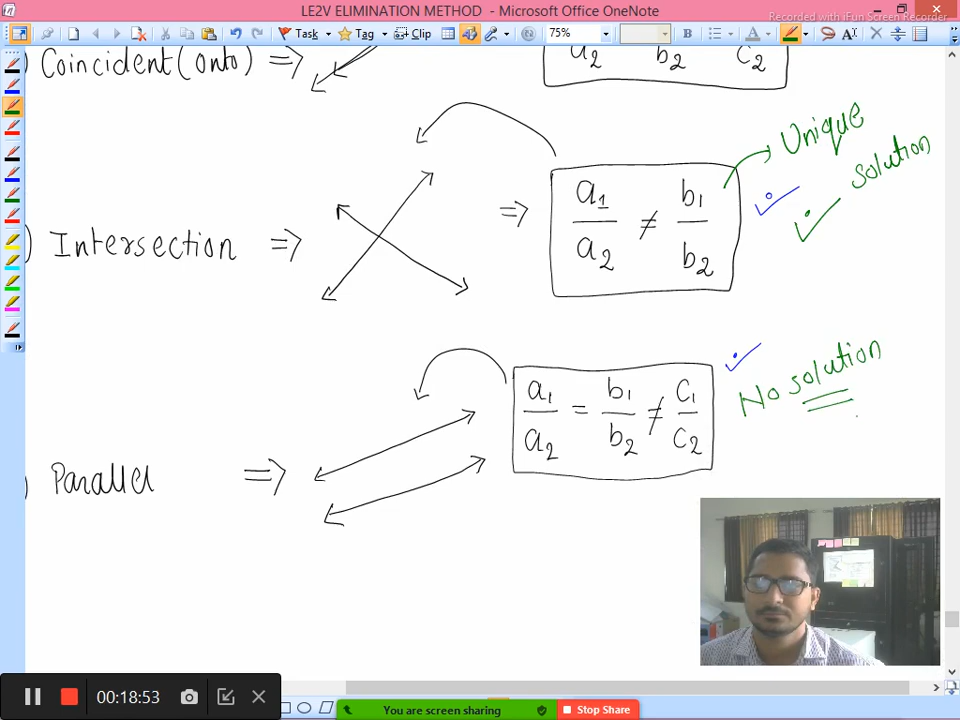 LE2V ELIMINATION METHOD - Microsoft Office OneNote
Recorded with iFun Screen Recorder
Task
Tag
Clip
75%
B
) Coincident (onto) =>
a2 b2 c2
Unique
Solution
) Intersection => => a1/a2 ≠ b1/b2
a1/a2 = b1/b2 ≠ c1/c2
No solution
) Parallel =>
00:18:53
You are screen sharing
Stop Share